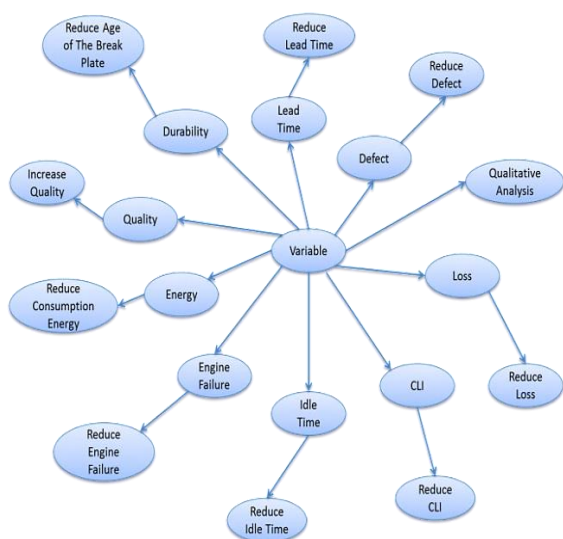 Reduce Age
of The Break
Plate
Reduce
Lead Time
Reduce
Defect
Durability
Lead
Time
Defect
Qualitative
Analysis
Increase
Quality
Quality
Variable
Energy
Loss
Reduce
Consumption
Energy
Engine
Failure
Idle
Time
CLI
Reduce
Loss
Reduce
Engine
Failure
Reduce
Idle Time
Reduce
CLI